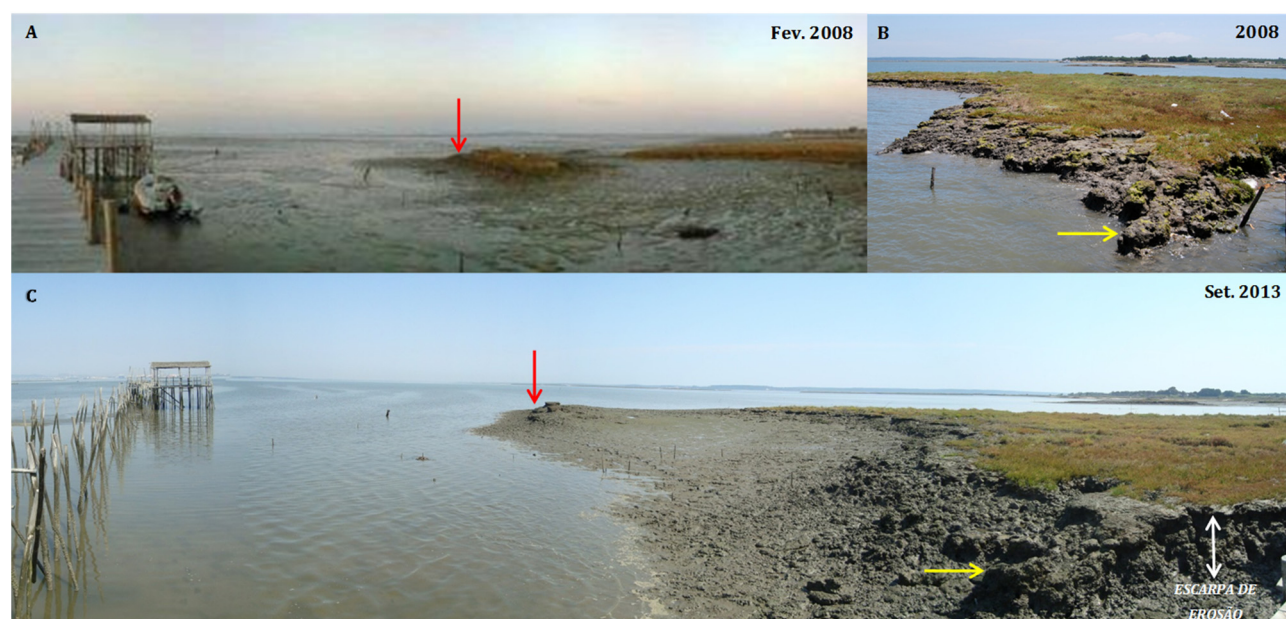 A
Fev. 2008
B
2008
C
Set. 2013
ESCARPA DE
EROSÃO